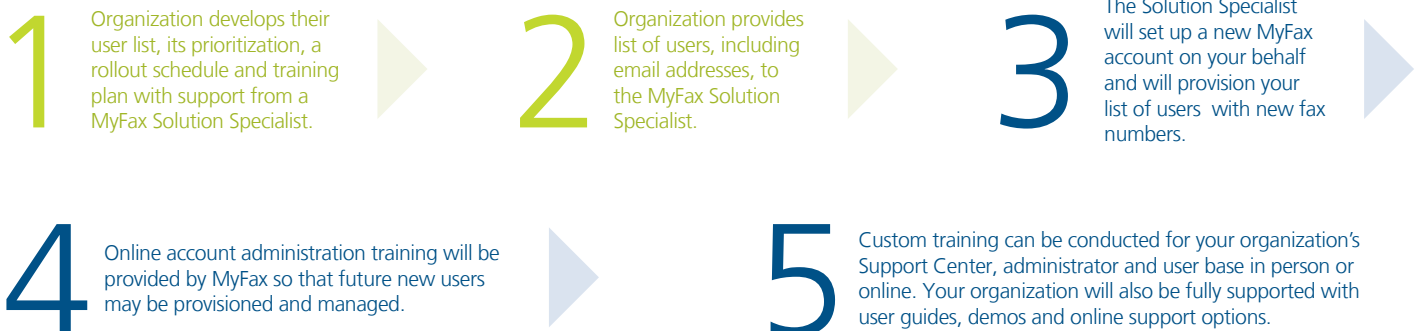 1
Organization develops their
user list, its prioritization, a
rollout schedule and training
plan with support from a
MyFax Solution Specialist.
2
Organization provides
list of users, including
email addresses, to
the MyFax Solution
Specialist.
3
The Solution Specialist
will set up a new MyFax
account on your behalf
and will provision your
list of users with new fax
numbers.
4
Online account administration training will be
provided by MyFax so that future new users
may be provisioned and managed.
5
Custom training can be conducted for your organization’s
Support Center, administrator and user base in person or
online. Your organization will also be fully supported with
user guides, demos and online support options.